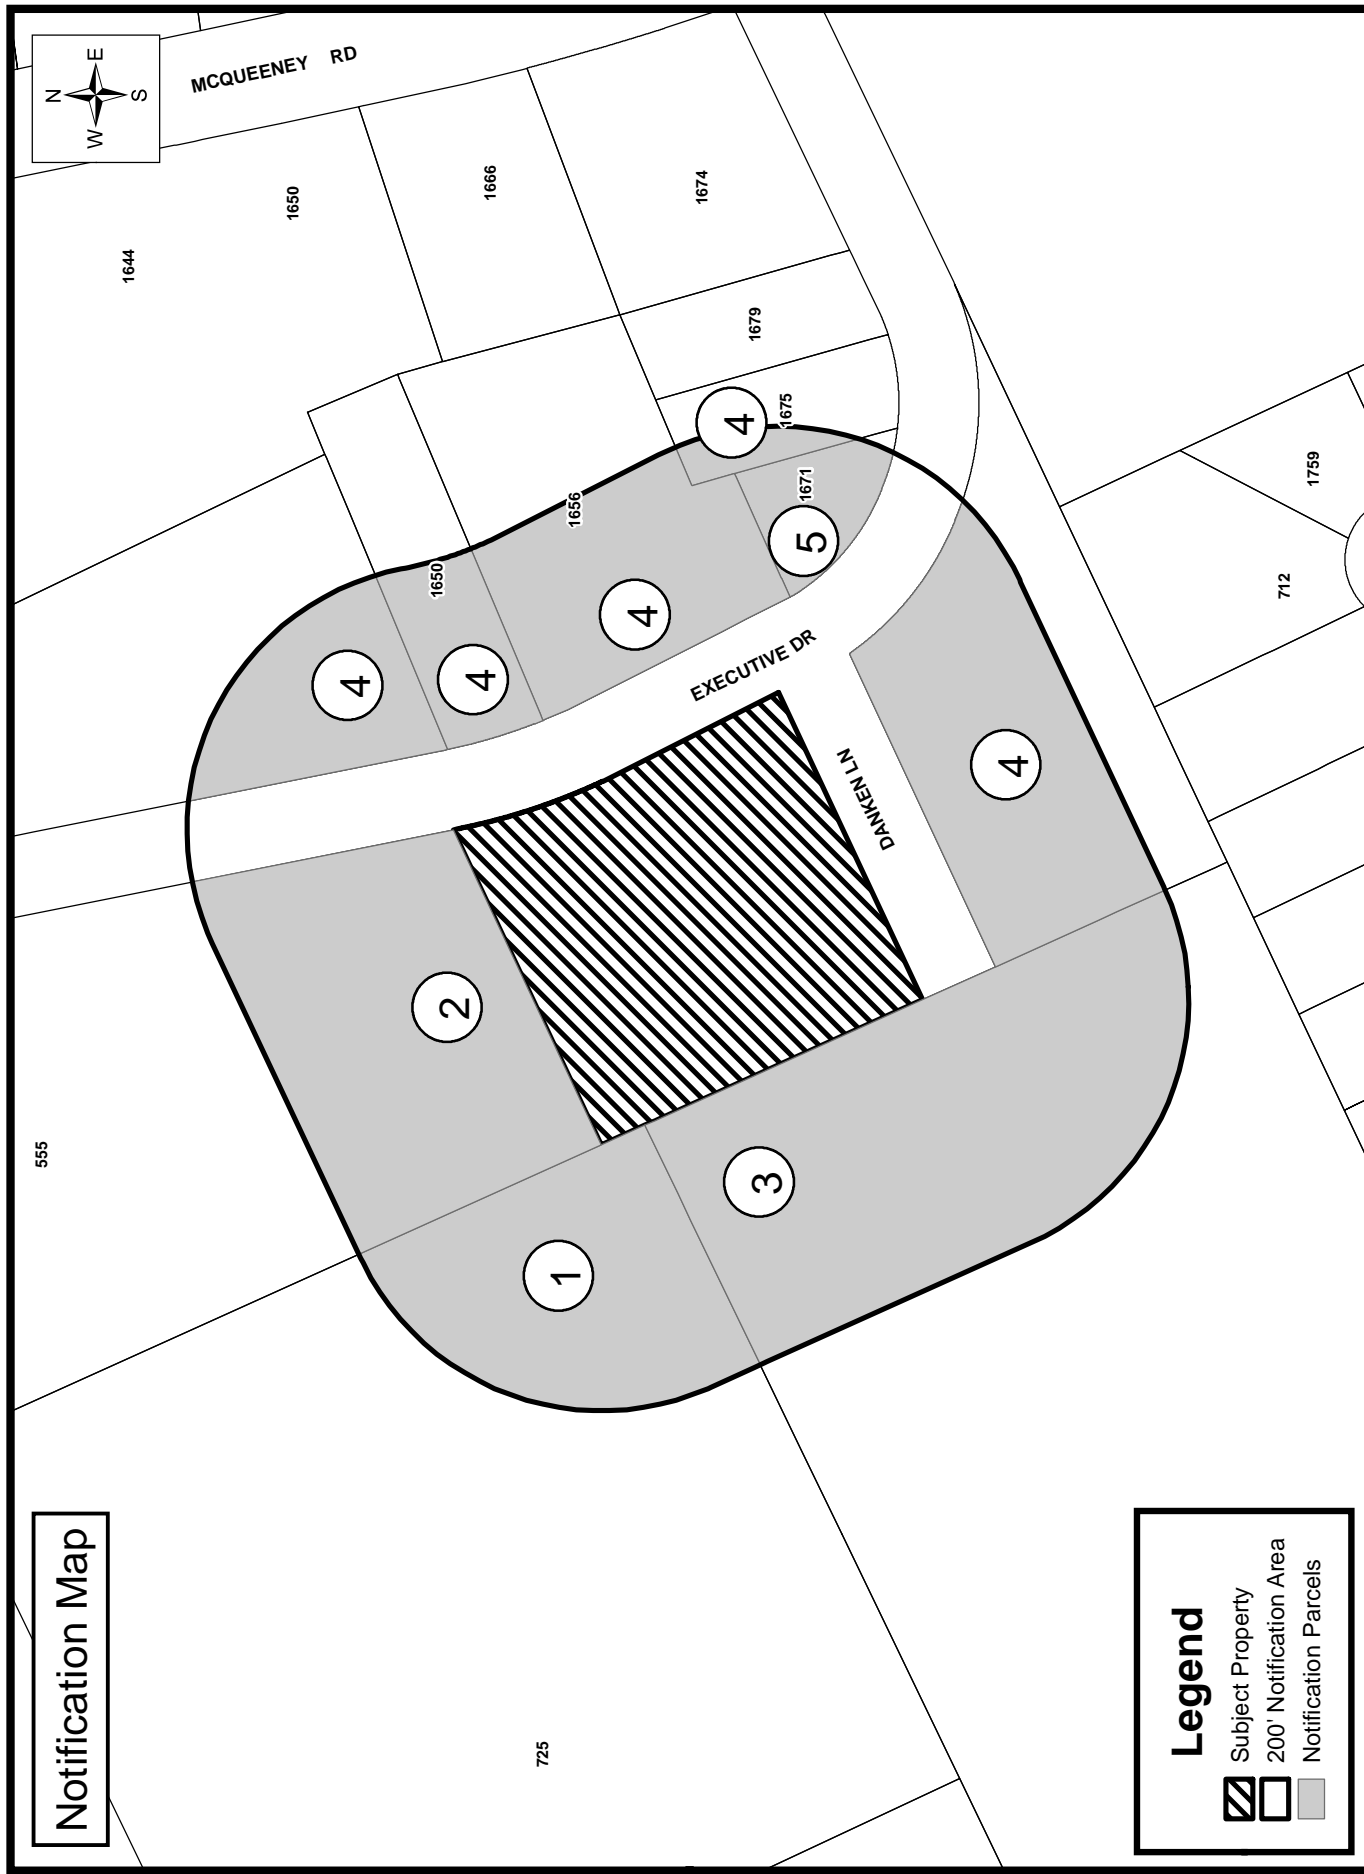 Notification Map
N
W
E
S
MCQUEENEY RD
1644
1650
1666
1674
1679
1675
4
1671
5
1656
4
1650
4
4
EXECUTIVE DR
DANKEN LN
4
2
1
3
555
725
712
1759
Legend
Subject Property
200' Notification Area
Notification Parcels